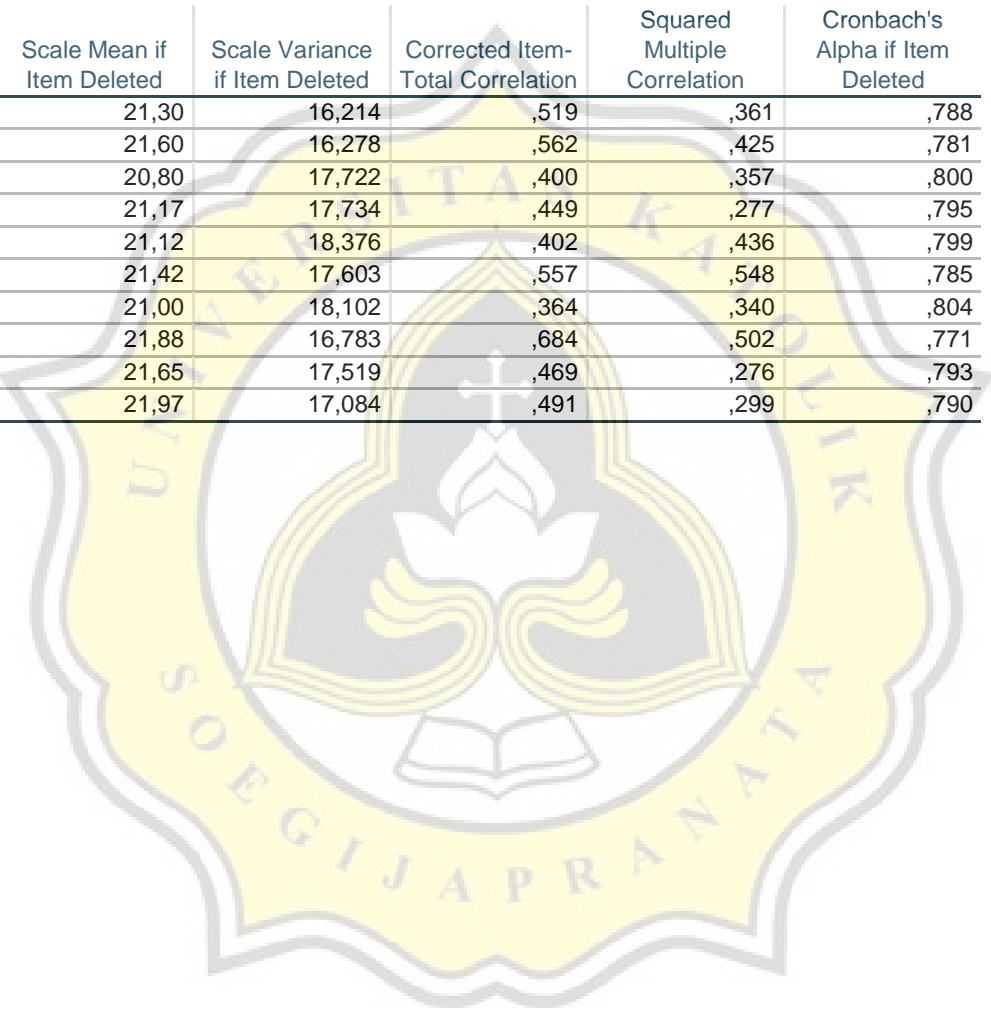 Scale Mean if Item Deleted | Scale Variance if Item Deleted | Corrected Item-Total Correlation | Squared Multiple Correlation | Cronbach's Alpha if Item Deleted
21,30 | 16,214 | ,519 | ,361 | ,788
21,60 | 16,278 | ,562 | ,425 | ,781
20,80 | 17,722 | ,400 | ,357 | ,800
21,17 | 17,734 | ,449 | ,277 | ,795
21,12 | 18,376 | ,402 | ,436 | ,799
21,42 | 17,603 | ,557 | ,548 | ,785
21,00 | 18,102 | ,364 | ,340 | ,804
21,88 | 16,783 | ,684 | ,502 | ,771
21,65 | 17,519 | ,469 | ,276 | ,793
21,97 | 17,084 | ,491 | ,299 | ,790
UNIVERSITAS KATOLIK
SOEGIJAPRANATA